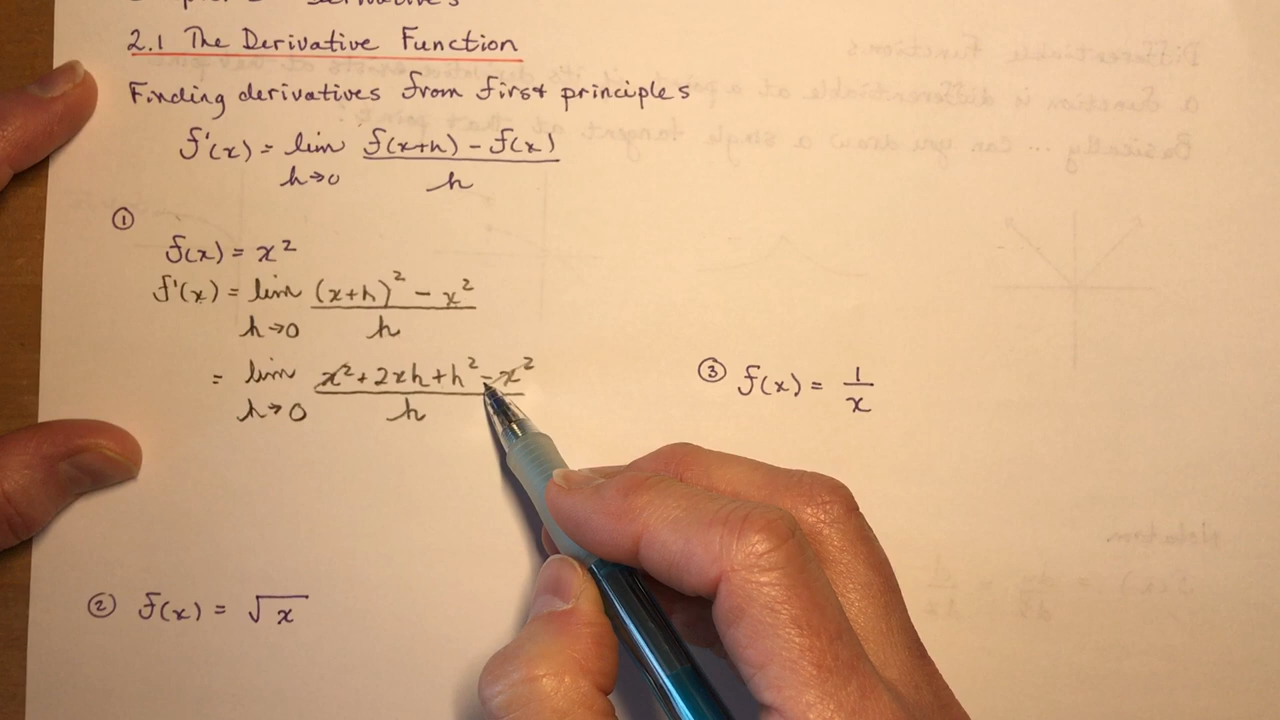 2.1 The Derivative Function
Finding derivatives from first principles
f'(x) = lim f(x+h) - f(x)
h→0 h
①
f(x) = x²
f'(x) = lim (x+h)² - x²
h→0 h
= lim x² + 2xh + h² - x²
h→0 h
③ f(x) = 1/x
② f(x) = √x